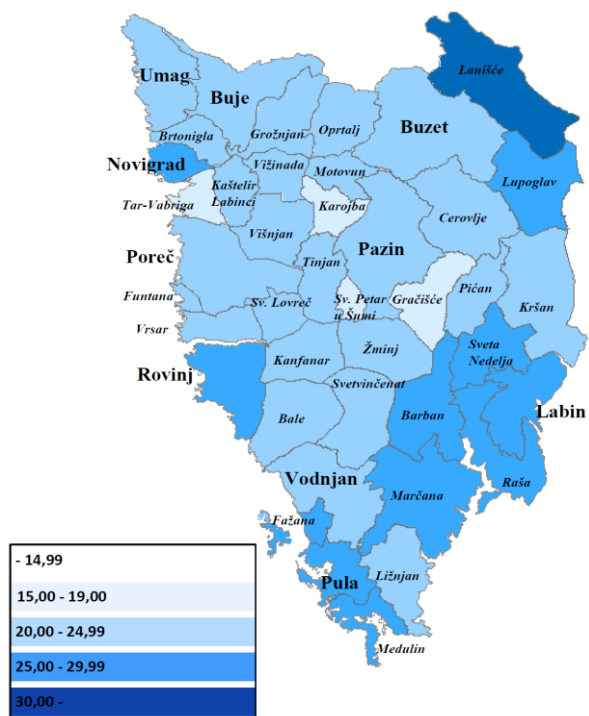 Lanišće
Umag
Buje
Buzet
Brtonigla
Grožnjan
Oprtalj
Novigrad
Vižinada
Motovun
Lupoglav
Kaštelir
Labinci
Tar-Vabriga
Karojba
Cerovlje
Višnjan
Poreč
Pazin
Tinjan
Funtana
Sv. Lovreč
Sv. Petar
u Šumi
Gračišće
Pićan
Kršan
Vrsar
Sveta
Nedelja
Rovinj
Kanfanar
Žminj
Svetvinčenat
Labin
Bale
Barban
Vodnjan
Marčana
Raša
Fažana
Pula
Ližnjan
Medulin
- 14,99
15,00 - 19,00
20,00 - 24,99
25,00 - 29,99
30,00 -